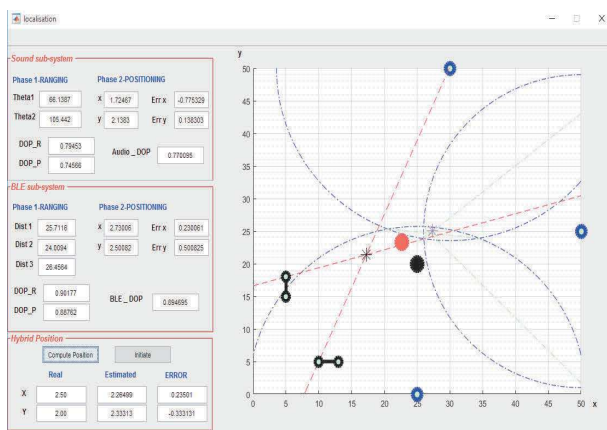 localisation
Sound sub-system
Phase 1-RANGING Phase 2-POSITIONING
Theta1 66.1387 x 1.72467 Err x -0.775329
Theta2 105.442 y 2.1383 Err y 0.138303
DOP_R 0.79453
Audio_DOP 0.770095
DOP_P 0.74566
BLE sub-system
Phase 1-RANGING Phase 2-POSITIONING
Dist 1 25.7116 x 2.73006 Err x 0.230061
Dist 2 24.0094 y 2.50082 Err y 0.500825
Dist 3 26.4584
DOP_R 0.90177
BLE_DOP 0.894695
DOP_P 0.88762
Hybrid Position
Compute Position Initiate
Real Estimated ERROR
X 2.50 2.26499 0.23501
Y 2.00 2.33313 -0.333131
y
50
45
40
35
30
25
20
15
10
5
0
0 5 10 15 20 25 30 35 40 45 50 x